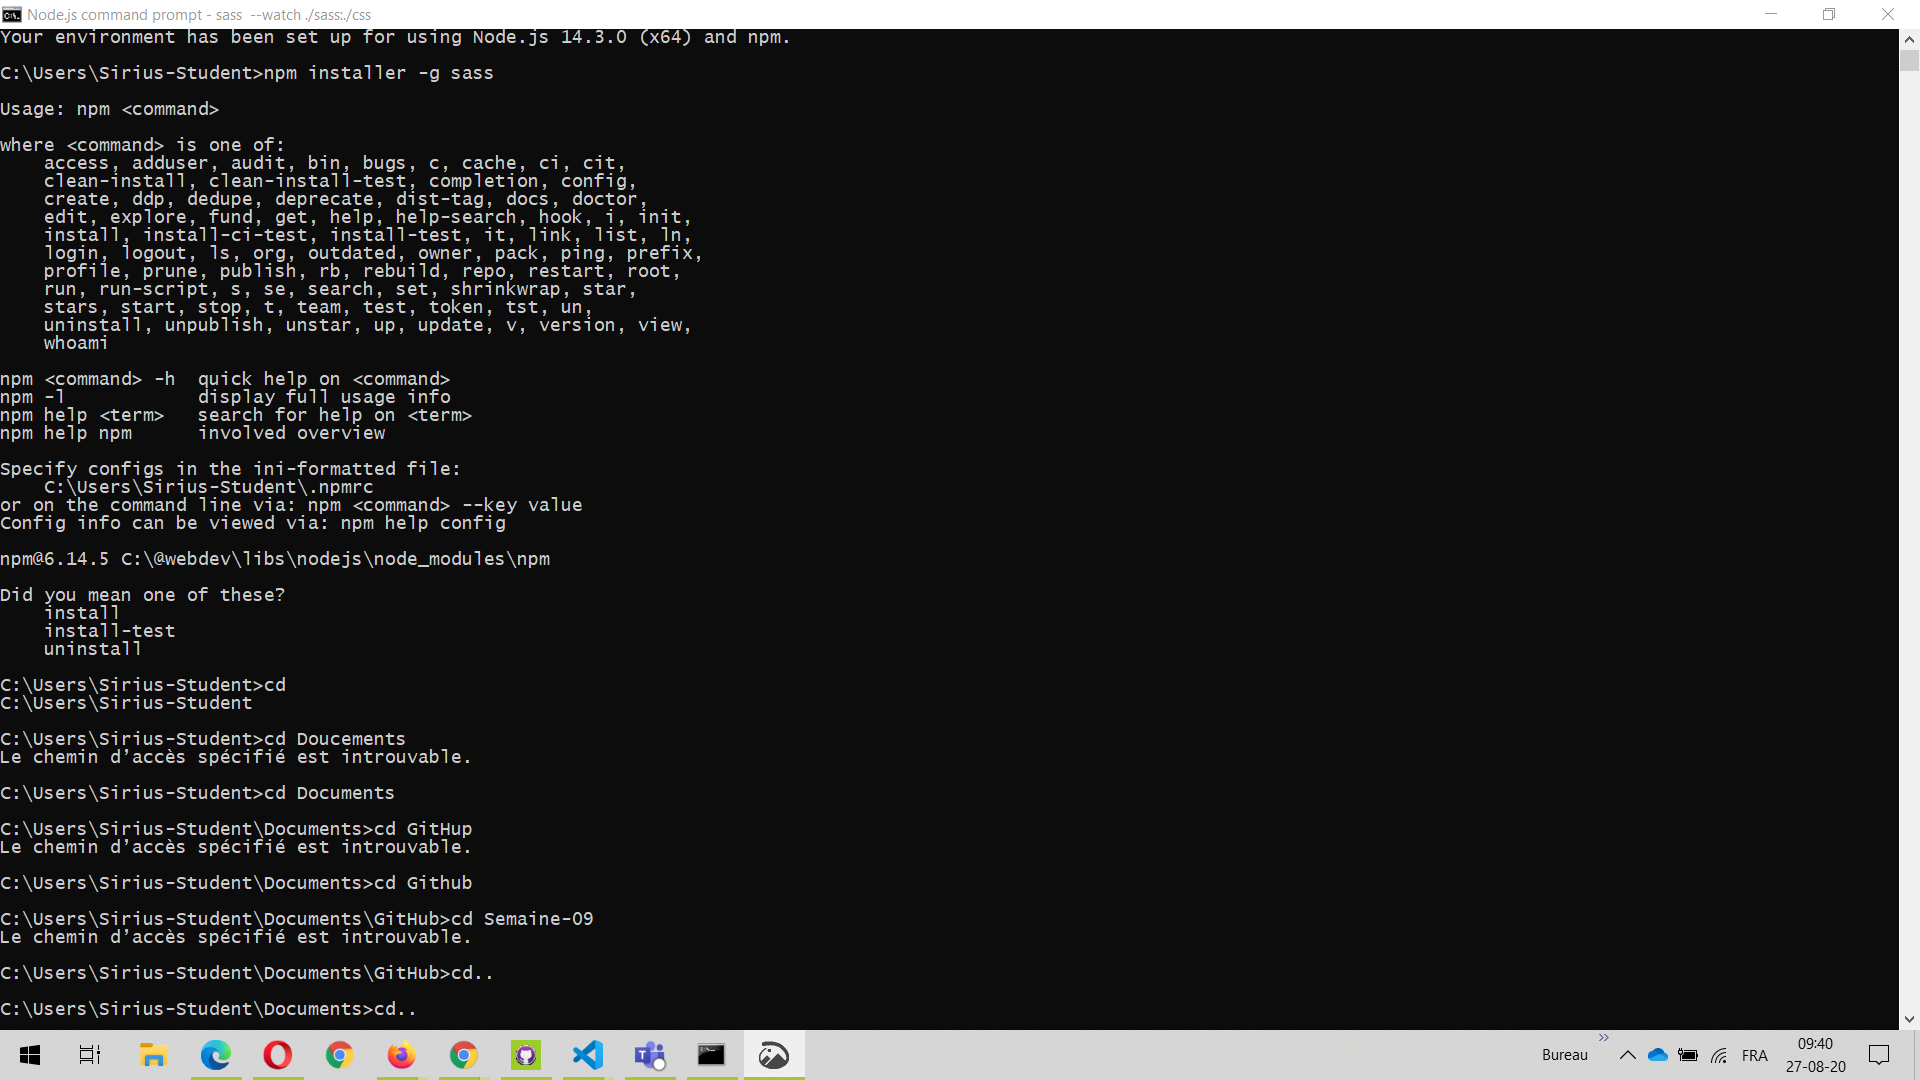 Node.js command prompt - sass  --watch ./sass:./css
Your environment has been set up for using Node.js 14.3.0 (x64) and npm.
C:\Users\Sirius-Student>npm installer -g sass
Usage: npm <command>
where <command> is one of:
    access, adduser, audit, bin, bugs, c, cache, ci, cit,
    clean-install, clean-install-test, completion, config,
    create, ddp, dedupe, deprecate, dist-tag, docs, doctor,
    edit, explore, fund, get, help, help-search, hook, i, init,
    install, install-ci-test, install-test, it, link, list, ln,
    login, logout, ls, org, outdated, owner, pack, ping, prefix,
    profile, prune, publish, rb, rebuild, repo, restart, root,
    run, run-script, s, se, search, set, shrinkwrap, star,
    stars, start, stop, t, team, test, token, tst, un,
    uninstall, unpublish, unstar, up, update, v, version, view,
    whoami
npm <command> -h  quick help on <command>
npm -l            display full usage info
npm help <term>   search for help on <term>
npm help npm      involved overview
Specify configs in the ini-formatted file:
    C:\Users\Sirius-Student\.npmrc
or on the command line via: npm <command> --key value
Config info can be viewed via: npm help config
npm@6.14.5 C:\@webdev\libs\nodejs\node_modules\npm
Did you mean one of these?
    install
    install-test
    uninstall
C:\Users\Sirius-Student>cd
C:\Users\Sirius-Student
C:\Users\Sirius-Student>cd Doucements
Le chemin d’accès spécifié est introuvable.
C:\Users\Sirius-Student>cd Documents
C:\Users\Sirius-Student\Documents>cd GitHup
Le chemin d’accès spécifié est introuvable.
C:\Users\Sirius-Student\Documents>cd Github
C:\Users\Sirius-Student\Documents\GitHub>cd Semaine-09
Le chemin d’accès spécifié est introuvable.
C:\Users\Sirius-Student\Documents\GitHub>cd..
C:\Users\Sirius-Student\Documents>cd..
Bureau
FRA
09:40
27-08-20